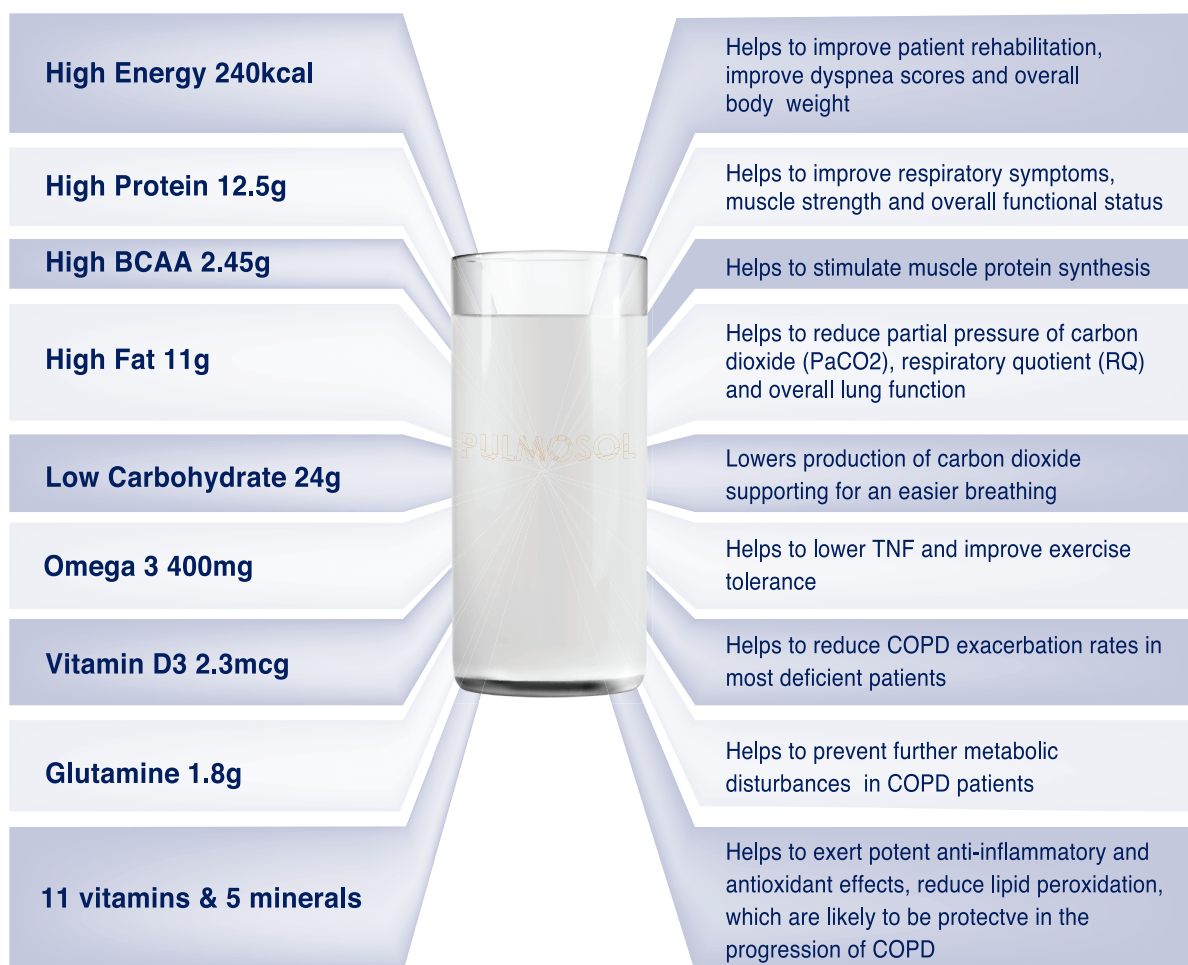 High Energy 240kcal
Helps to improve patient rehabilitation,
improve dyspnea scores and overall
body weight
High Protein 12.5g
Helps to improve respiratory symptoms,
muscle strength and overall functional status
High BCAA 2.45g
Helps to stimulate muscle protein synthesis
High Fat 11g
Helps to reduce partial pressure of carbon
dioxide (PaCO2), respiratory quotient (RQ)
and overall lung function
PULMOSOL
Low Carbohydrate 24g
Lowers production of carbon dioxide
supporting for an easier breathing
Omega 3 400mg
Helps to lower TNF and improve exercise
tolerance
Vitamin D3 2.3mcg
Helps to reduce COPD exacerbation rates in
most deficient patients
Glutamine 1.8g
Helps to prevent further metabolic
disturbances in COPD patients
11 vitamins & 5 minerals
Helps to exert potent anti-inflammatory and
antioxidant effects, reduce lipid peroxidation,
which are likely to be protectve in the
progression of COPD